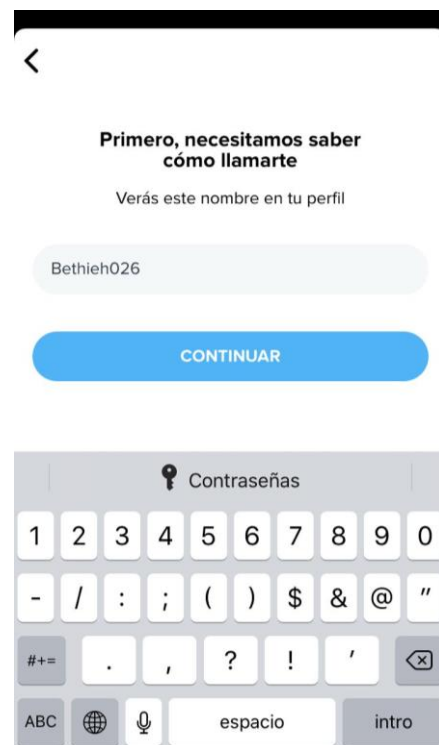 Primero, necesitamos saber
cómo llamarte
Verás este nombre en tu perfil
Bethieh026
CONTINUAR
Contraseñas
1 2 3 4 5 6 7 8 9 0
- / : ; ( ) $ & @ "
#+= . , ? ! '
ABC espacio intro